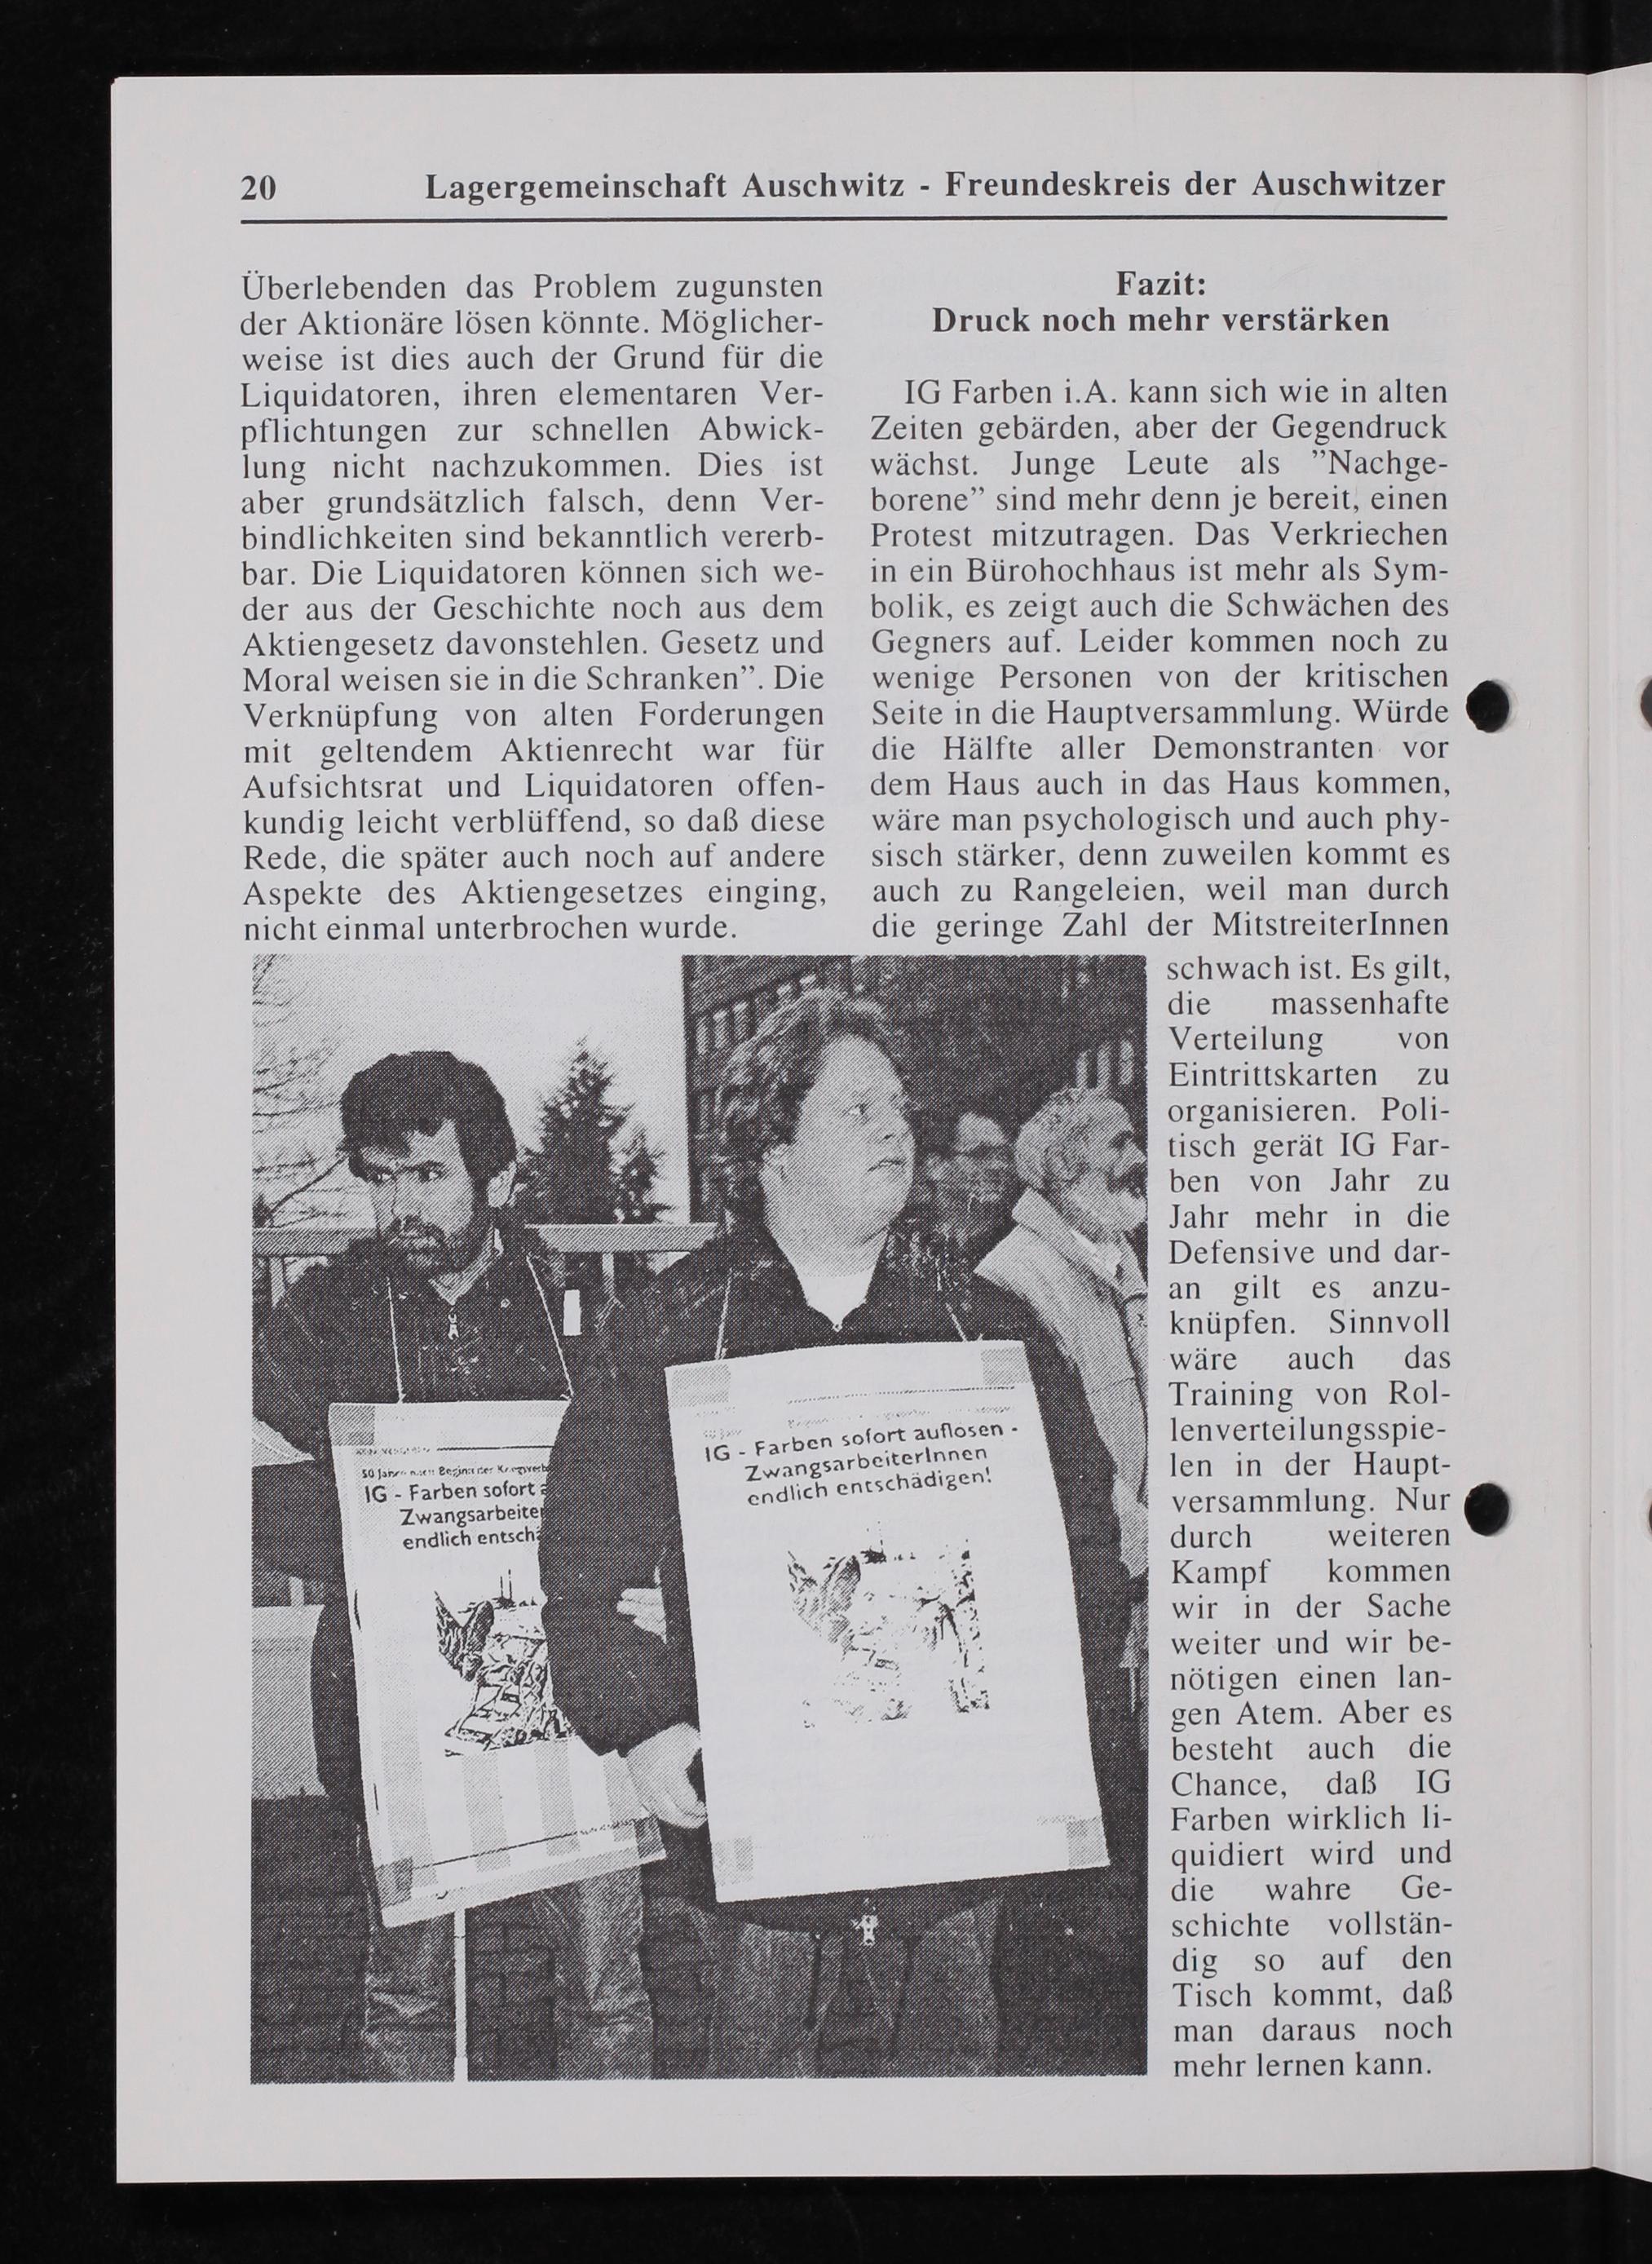 20 Lagergemeinschaft Auschwitz - Freundeskreis der Auschwitzer
Überlebenden das Problem zugunsten
der Aktionäre lösen könnte. Möglicher-
weise ist dies auch der Grund für die
Liquidatoren, ihren elementaren Ver-
pflichtungen zur schnellen Abwick-
lung nicht nachzukommen. Dies ist
aber grundsätzlich falsch, denn Ver-
bindlichkeiten sind bekanntlich vererb-
bar. Die Liquidatoren können sich we-
der aus der Geschichte noch aus dem
Aktiengesetz davonstehlen. Gesetz und
Moral weisen sie in die Schranken”. Die
Verknüpfung von alten Forderungen
mit geltendem Aktienrecht war für
Aufsichtsrat und Liquidatoren offen-
kundig leicht verblüffend, so daß diese
Rede, die später auch noch auf andere
Aspekte des Aktiengesetzes einging,
nicht einmal unterbrochen wurde.
Fazit:
Druck noch mehr verstärken
IG Farben i.A. kann sich wie in alten
Zeiten gebärden, aber der Gegendruck
wächst. Junge Leute als ”Nachge-
borene” sind mehr denn je bereit, einen
Protest mitzutragen. Das Verkriechen
in ein Bürohochhaus ist mehr als Sym-
bolik, es zeigt auch die Schwächen des
Gegners auf. Leider kommen noch zu
wenige Personen von der kritischen
Seite in die Hauptversammlung. Würde
die Hälfte aller Demonstranten vor
dem Haus auch in das Haus kommen,
wäre man psychologisch und auch phy-
sisch stärker, denn zuweilen kommt es
auch zu Rangeleien, weil man durch
die geringe Zahl der MitstreiterInnen
schwach ist. Es gilt,
die massenhafte
Verteilung von
Eintrittskarten zu
organisieren. Poli-
tisch gerät IG Far-
ben von Jahr zu
Jahr mehr in die
Defensive und dar-
an gilt es anzu-
knüpfen. Sinnvoll
wäre auch das
Training von Rol-
lenverteilungsspie-
len in der Haupt-
versammlung. Nur
durch weiteren
Kampf kommen
wir in der Sache
weiter und wir be-
nötigen einen lan-
gen Atem. Aber es
besteht auch die
Chance, daß IG
Farben wirklich li-
quidiert wird und
die wahre Ge-
schichte vollstän-
dig so auf den
Tisch kommt, daß
man daraus noch
mehr lernen kann.
50 Jahre nach Beginn der
IG - Farben sofort
Zwangsarbeite
endlich entsch
IG - Farben sofort auflosen -
ZwangsarbeiterInnen
endlich entschädigen!